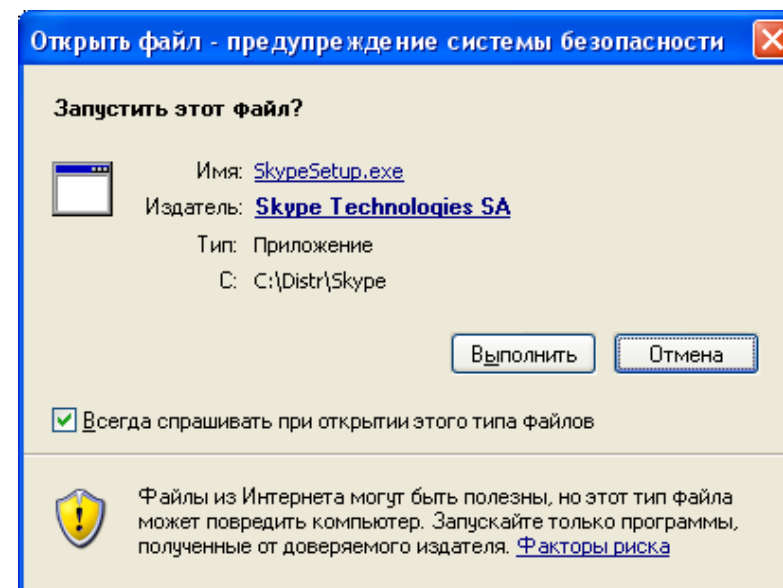 Открыть файл - предупреждение системы безопасности
Запустить этот файл?
Имя: SkypeSetup.exe
Издатель: Skype Technologies SA
Тип: Приложение
С: C:\Distr\Skype
Выполнить Отмена
Всегда спрашивать при открытии этого типа файлов
Файлы из Интернета могут быть полезны, но этот тип файла
может повредить компьютер. Запускайте только программы,
полученные от доверяемого издателя. Факторы риска